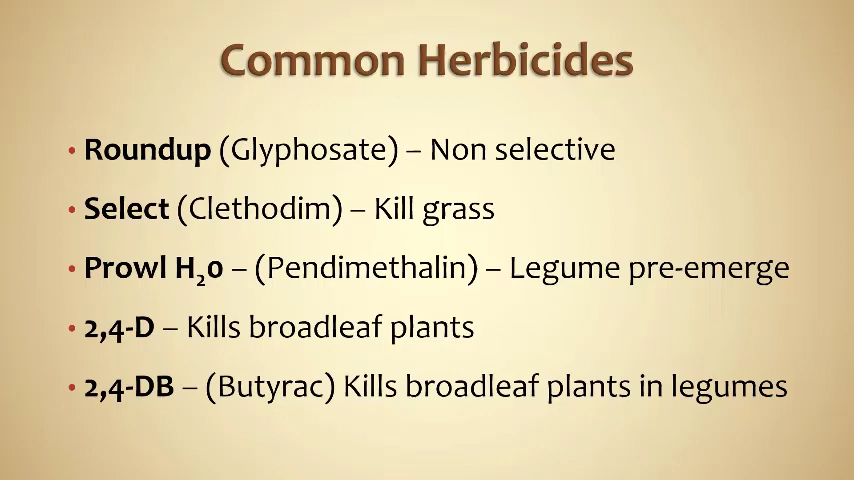 Common Herbicides
• Roundup (Glyphosate) – Non selective
• Select (Clethodim) – Kill grass
• Prowl H₂0 – (Pendimethalin) – Legume pre-emerge
• 2,4-D – Kills broadleaf plants
• 2,4-DB – (Butyrac) Kills broadleaf plants in legumes